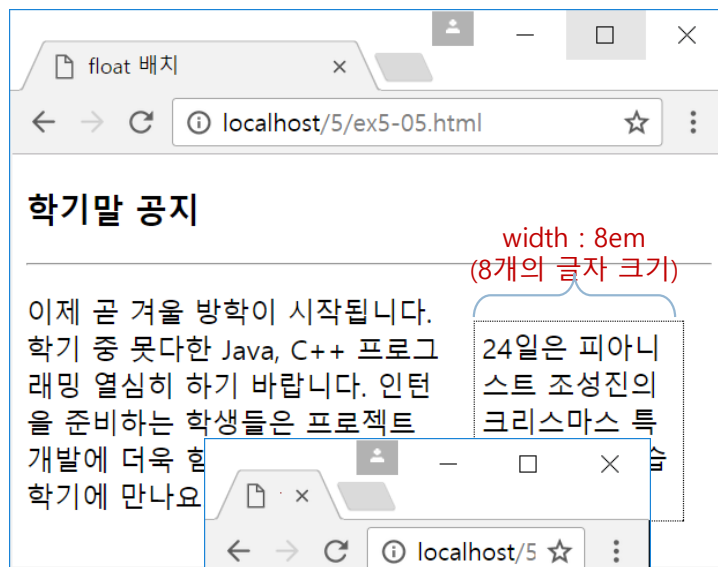 float 배치
localhost/5/ex5-05.html
학기말 공지
width : 8em
(8개의 글자 크기)
이제 곧 겨울 방학이 시작됩니다.
학기 중 못다한 Java, C++ 프로그
래밍 열심히 하기 바랍니다. 인턴
을 준비하는 학생들은 프로젝트
개발에 더욱
학기에 만나요
24일은 피아니
스트 조성진의
크리스마스 특
습
localhost/5